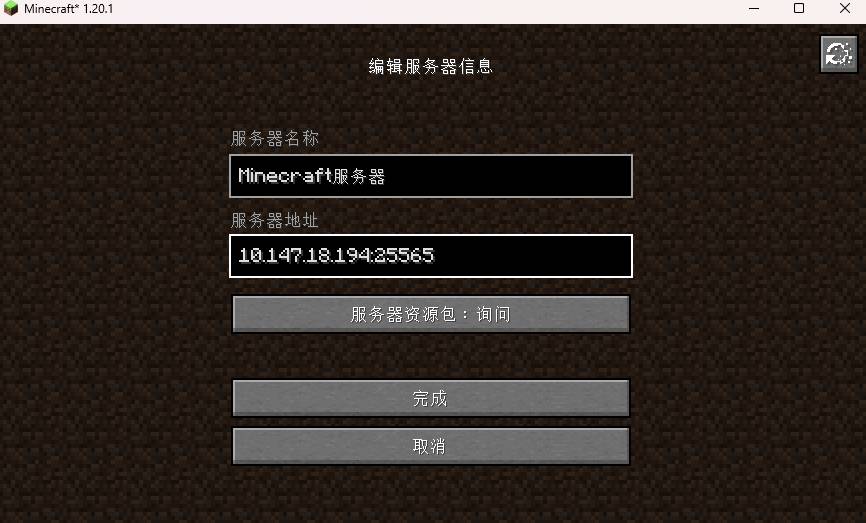 Minecraft* 1.20.1
编辑服务器信息
服务器名称
Minecraft服务器
服务器地址
10.147.18.194:25565
服务器资源包：询问
完成
取消